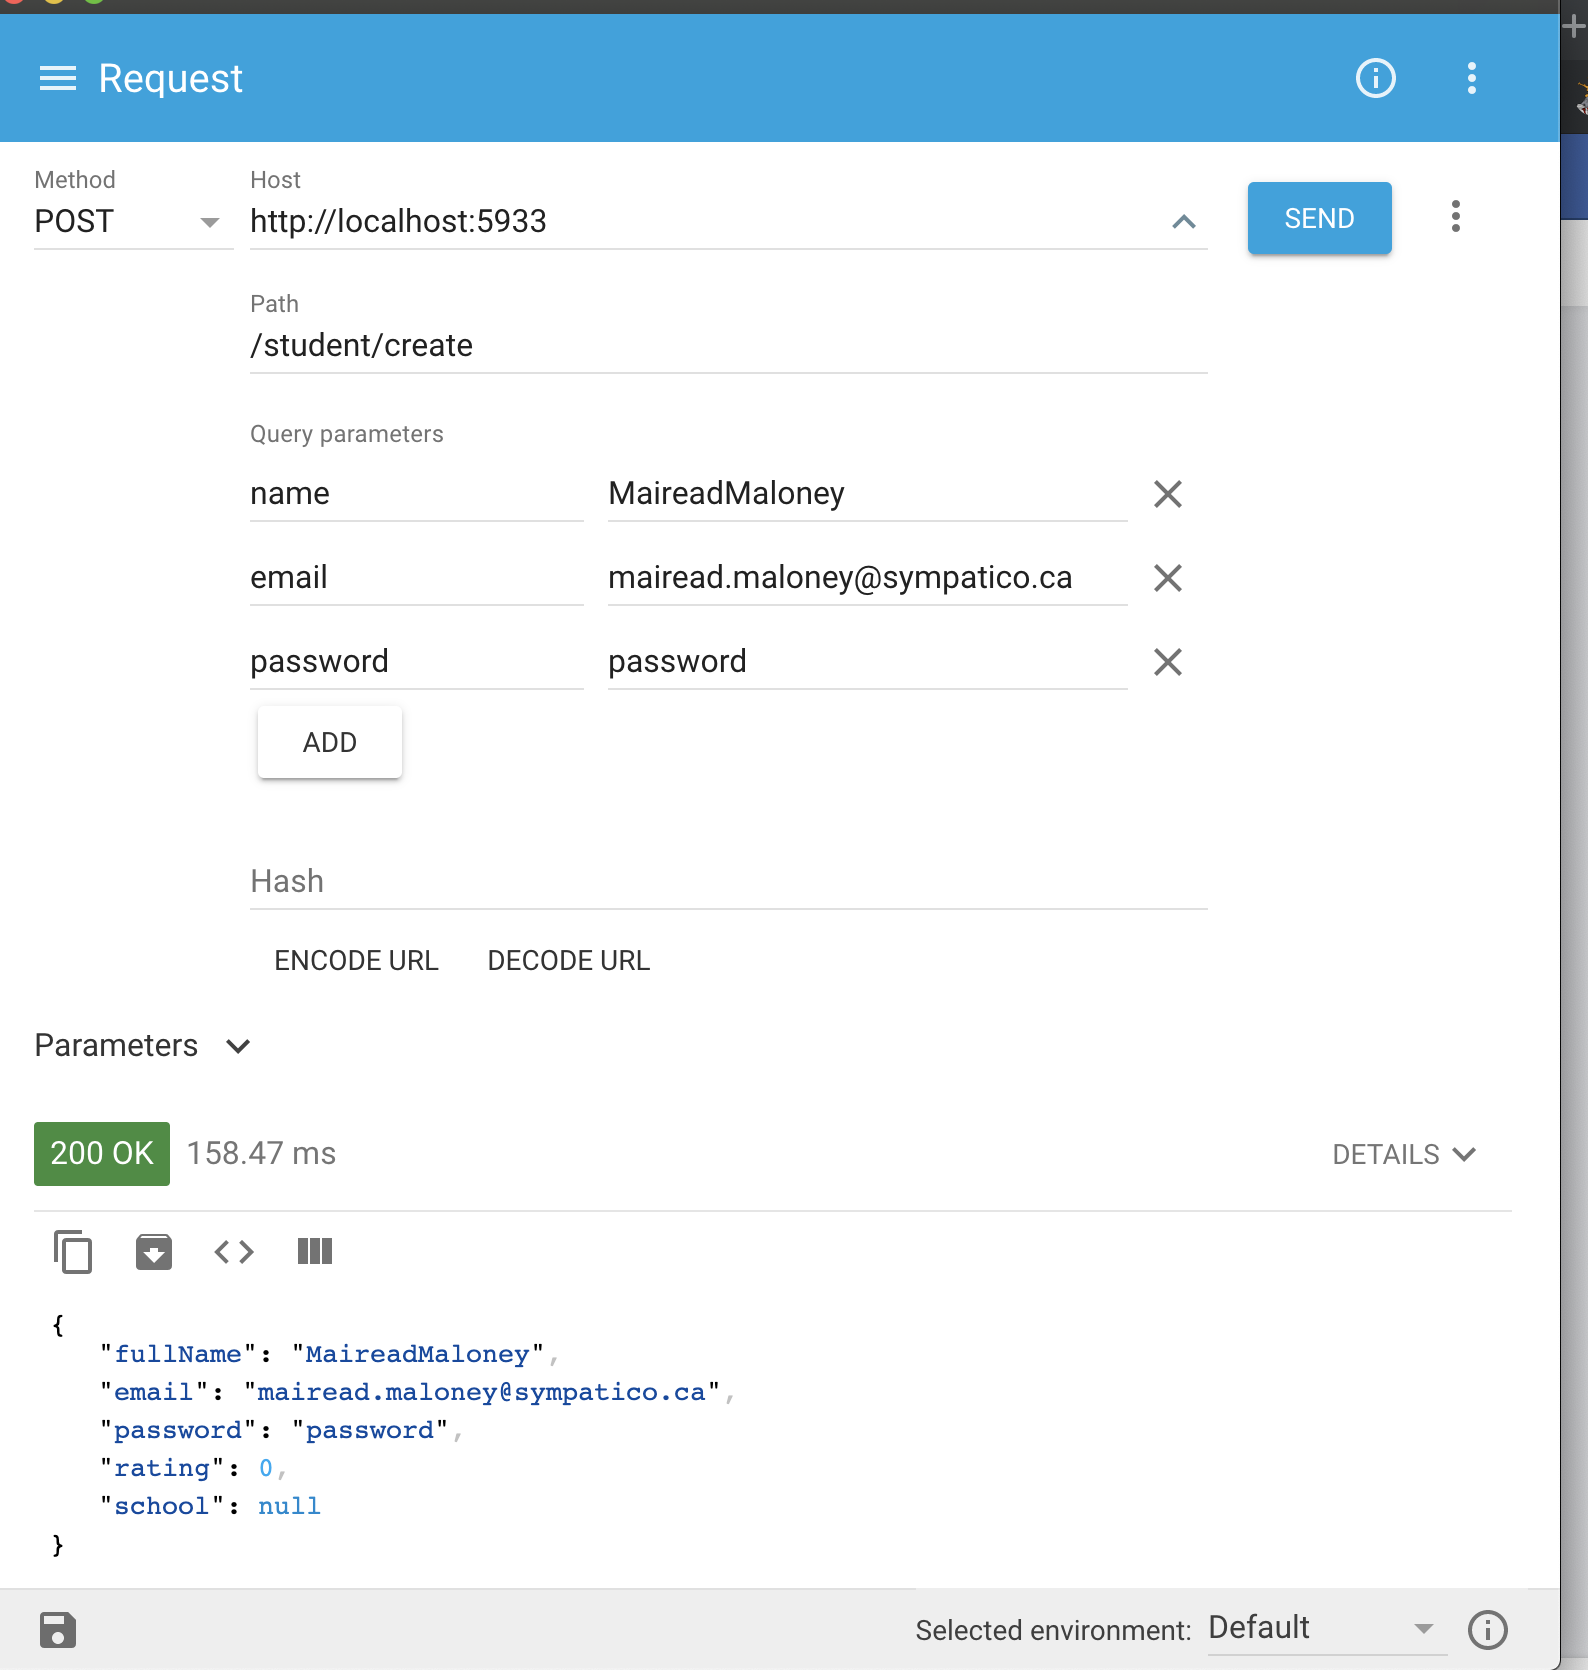 Request
Method
Host
POST
http://localhost:5933
SEND
Path
/student/create
Query parameters
name MaireadMaloney
email mairead.maloney@sympatico.ca
password password
ADD
Hash
ENCODE URL DECODE URL
Parameters
200 OK 158.47 ms DETAILS
{
"fullName": "MaireadMaloney",
"email": "mairead.maloney@sympatico.ca",
"password": "password",
"rating": 0,
"school": null
}
Selected environment: Default